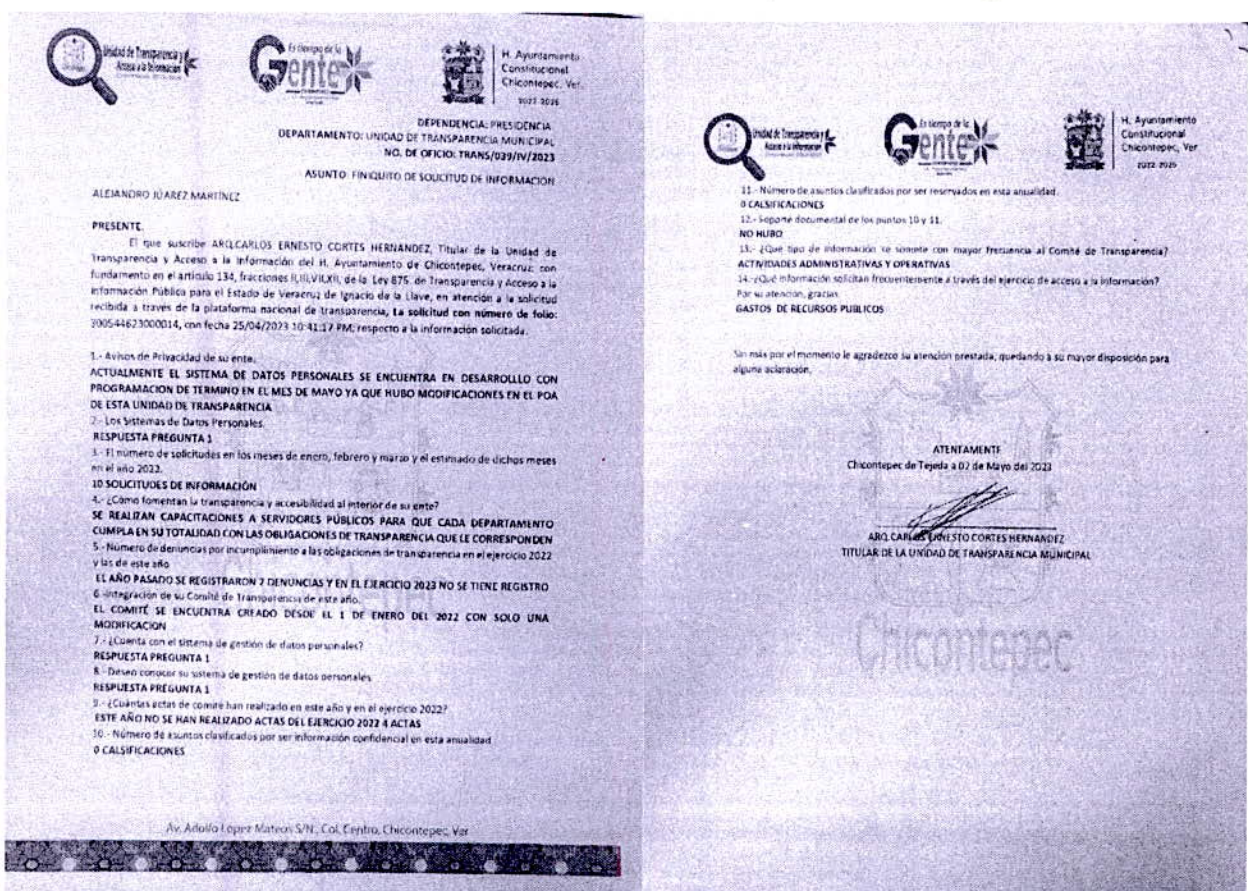 Unidad de Transparencia y
Acceso a la Información
Es tiempo de la
Gente
H. Ayuntamiento
Constitucional
Chicontepec, Ver.
2022-2025
DEPENDENCIA: PRESIDENCIA
DEPARTAMENTO: UNIDAD DE TRANSPARENCIA MUNICIPAL
NO. DE OFICIO: TRANS/039/IV/2023
ASUNTO: FINIQUITO DE SOLICITUD DE INFORMACIÓN
ALEJANDRO JÚAREZ MARTÍNEZ
PRESENTE.
El que suscribe ARQ.CARLOS ERNESTO CORTES HERNANDEZ, Titular de la Unidad de
Transparencia y Acceso a la Información del H. Ayuntamiento de Chicontepec, Veracruz; con
fundamento en el artículo 134, fracciones II,III,VII,XII, de la Ley 875, de Transparencia y Acceso a la
Información Pública para el Estado de Veracruz de Ignacio de la Llave, en atención a la solicitud
recibida a través de la plataforma nacional de transparencia, La solicitud con número de folio:
300544623000014, con fecha 25/04/2023 10:41:17 PM; respecto a la información solicitada.
1.- Avisos de Privacidad de su ente.
ACTUALMENTE EL SISTEMA DE DATOS PERSONALES SE ENCUENTRA EN DESARROLLLO CON
PROGRAMACION DE TERMINO EN EL MES DE MAYO YA QUE HUBO MODIFICACIONES EN EL POA
DE ESTA UNIDAD DE TRANSPARENCIA
2.- Los Sistemas de Datos Personales.
RESPUESTA PREGUNTA 1
3.- El número de solicitudes en los meses de enero, febrero y marzo y el estimado de dichos meses
en el año 2022.
10 SOLICITUDES DE INFORMACIÓN
4.- ¿Cómo fomentan la transparencia y accesibilidad al interior de su ente?
SE REALIZAN CAPACITACIONES A SERVIDORES PÚBLICOS PARA QUE CADA DEPARTAMENTO
CUMPLA EN SU TOTALIDAD CON LAS OBLIGACIONES DE TRANSPARENCIA QUE LE CORRESPONDEN
5.- Número de denuncias por incumplimiento a las obligaciones de transparencia en el ejercicio 2022
y las de este año
EL AÑO PASADO SE REGISTRARON 7 DENUNCIAS Y EN EL EJERCICIO 2023 NO SE TIENE REGISTRO
6.-Integración de su Comité de Transparencia de este año.
EL COMITÉ SE ENCUENTRA CREADO DESDE EL 1 DE ENERO DEL 2022 CON SOLO UNA
MODIFICACION
7.- ¿Cuenta con el sistema de gestión de datos personales?
RESPUESTA PREGUNTA 1
8.- Deseo conocer su sistema de gestión de datos personales
RESPUESTA PREGUNTA 1
9.- ¿Cuántas actas de comité han realizado en este año y en el ejercicio 2022?
ESTE AÑO NO SE HAN REALIZADO ACTAS DEL EJERCICIO 2022 4 ACTAS
10.- Número de asuntos clasificados por ser información confidencial en esta anualidad
0 CALSIFICACIONES
Av. Adolfo López Mateos S/N., Col. Centro, Chicontepec, Ver
Unidad de Transparencia y
Acceso a la Información
Es tiempo de la
Gente
H. Ayuntamiento
Constitucional
Chicontepec, Ver
2022-2025
11.- Número de asuntos clasificados por ser reservados en esta anualidad.
0 CALSIFICACIONES
12.- Soporte documental de los puntos 10 y 11.
NO HUBO
13.- ¿Que tipo de información se somete con mayor frecuencia al Comité de Transparencia?
ACTIVIDADES ADMINISTRATIVAS Y OPERATIVAS
14.-¿Qué información solicitan frecuentemente a través del ejercicio de acceso a la información?
Por su atención, gracias.
GASTOS DE RECURSOS PUBLICOS
Sin más por el momento le agradezco su atención prestada, quedando a su mayor disposición para
alguna aclaración.
ATENTAMENTE
Chicontepec de Tejeda a 02 de Mayo del 2023
ARQ. CARLOS ERNESTO CORTES HERNANDEZ
TITULAR DE LA UNIDAD DE TRANSPARENCIA MUNICIPAL
Chicontepec